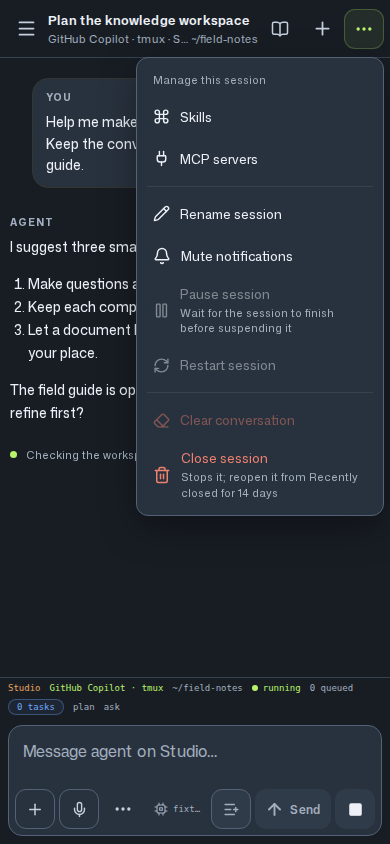 Plan the knowledge workspace
GitHub Copilot · tmux · S... ~/field-notes
Manage this session
YOU
Help me make
Keep the conv
guide.
Skills
MCP servers
Rename session
Mute notifications
Pause session
Wait for the session to finish
before suspending it
Restart session
Clear conversation
Close session
Stops it; reopen it from Recently
closed for 14 days
AGENT
I suggest three sma
1. Make questions a
2. Keep each comp
3. Let a document
your place.
The field guide is op
refine first?
Checking the worksp
Studio GitHub Copilot · tmux ~/field-notes running 0 queued
0 tasks plan ask
Message agent on Studio...
fixt… Send